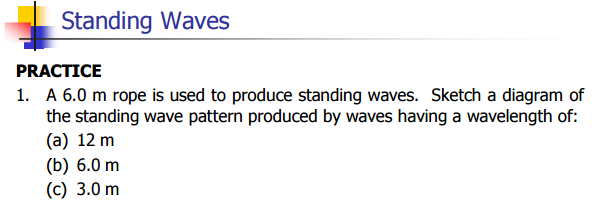 Standing Waves
PRACTICE
1. A 6.0 m rope is used to produce standing waves. Sketch a diagram of
the standing wave pattern produced by waves having a wavelength of:
(a) 12 m
(b) 6.0 m
(c) 3.0 m